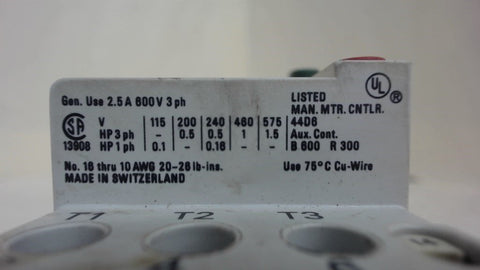 Gen. Use 2.5 A 600 V 3 ph
LISTED
MAN. MTR. CNTLR.
44D6
Aux. Cont.
B 600 R 300
UL ®
SA
13908
V 115 200 240 460 575
HP 3 ph – 0.5 0.5 1 1.5
HP 1 ph 0.1 – 0.16 – –
No. 18 thru 10 AWG 20-26 lb-ins.
Use 75°C Cu-Wire
MADE IN SWITZERLAND
T1 T2 T3